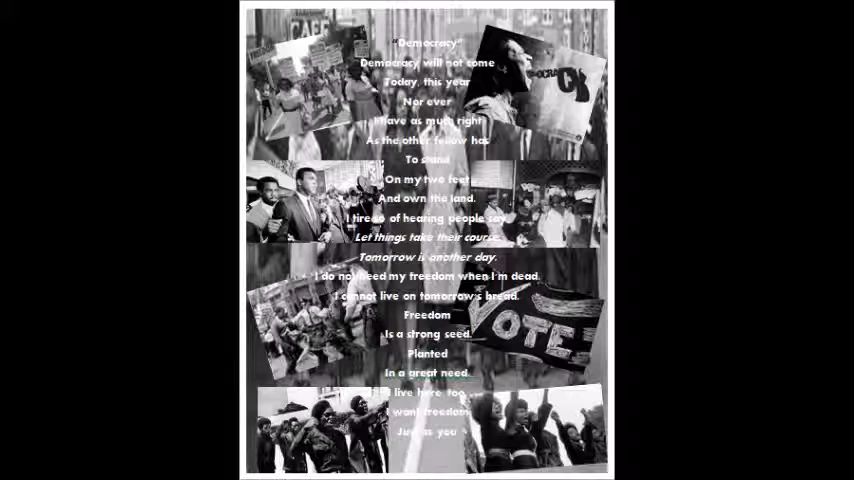 CAFE
"Democracy"
Democracy will not come
Today, this year
Nor ever
I have as much right
As the other fellow has
To stand
On my two feet
And own the land.
I tire so of hearing people say,
Let things take their course.
Tomorrow is another day.
I do not need my freedom when I'm dead.
I cannot live on tomorrow's bread.
Freedom
Is a strong seed.
Planted
In a great need.
I live here too.
I want freedom
Just as you
VOTE!